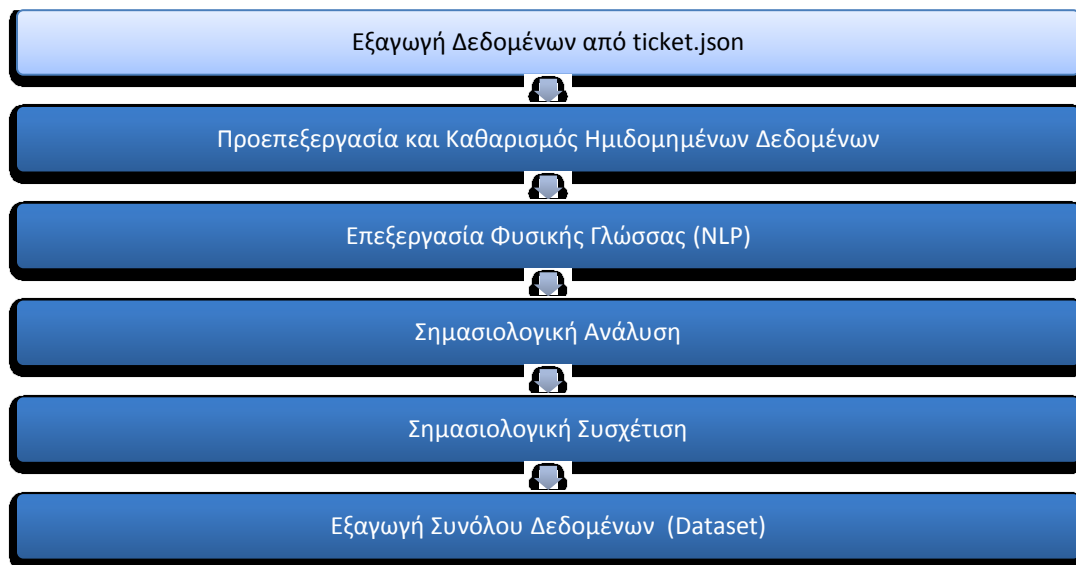 Εξαγωγή Δεδομένων από ticket.json
Προεπεξεργασία και Καθαρισμός Ημιδομημένων Δεδομένων
Επεξεργασία Φυσικής Γλώσσας (NLP)
Σημασιολογική Ανάλυση
Σημασιολογική Συσχέτιση
Εξαγωγή Συνόλου Δεδομένων (Dataset)